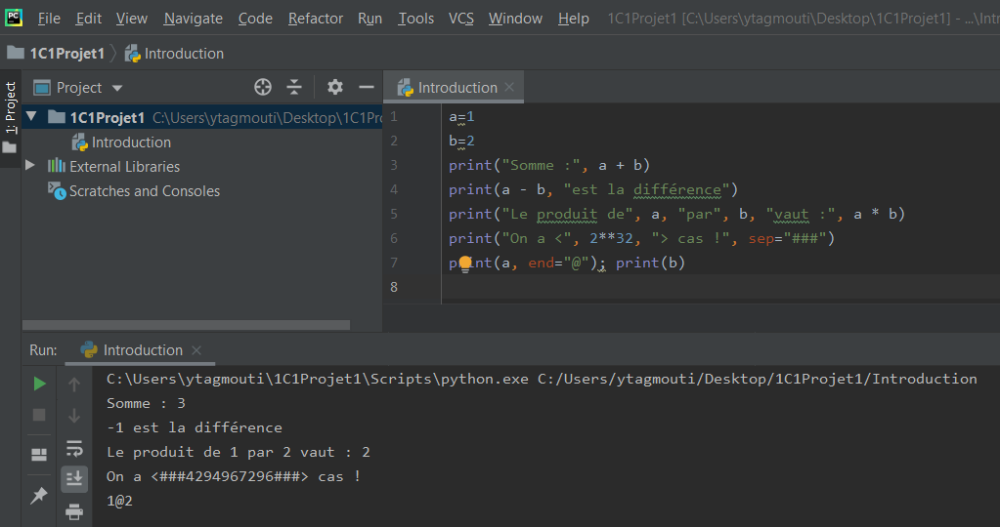 PC File Edit View Navigate Code Refactor Run Tools VCS Window Help 1C1Projet1 [C:\Users\ytagmouti\Desktop\1C1Projet1] - ...\Intr
1C1Projet1 Introduction
1: Project
Project
1C1Projet1 C:\Users\ytagmouti\Desktop\1C1Pro
Introduction
External Libraries
Scratches and Consoles
Introduction
1 a=1
2 b=2
3 print("Somme :", a + b)
4 print(a - b, "est la différence")
5 print("Le produit de", a, "par", b, "vaut :", a * b)
6 print("On a <", 2**32, "> cas !", sep="###")
7 print(a, end="@"); print(b)
8
Run: Introduction
C:\Users\ytagmouti\1C1Projet1\Scripts\python.exe C:/Users/ytagmouti/Desktop/1C1Projet1/Introduction
Somme : 3
-1 est la différence
Le produit de 1 par 2 vaut : 2
On a <###4294967296###> cas !
1@2